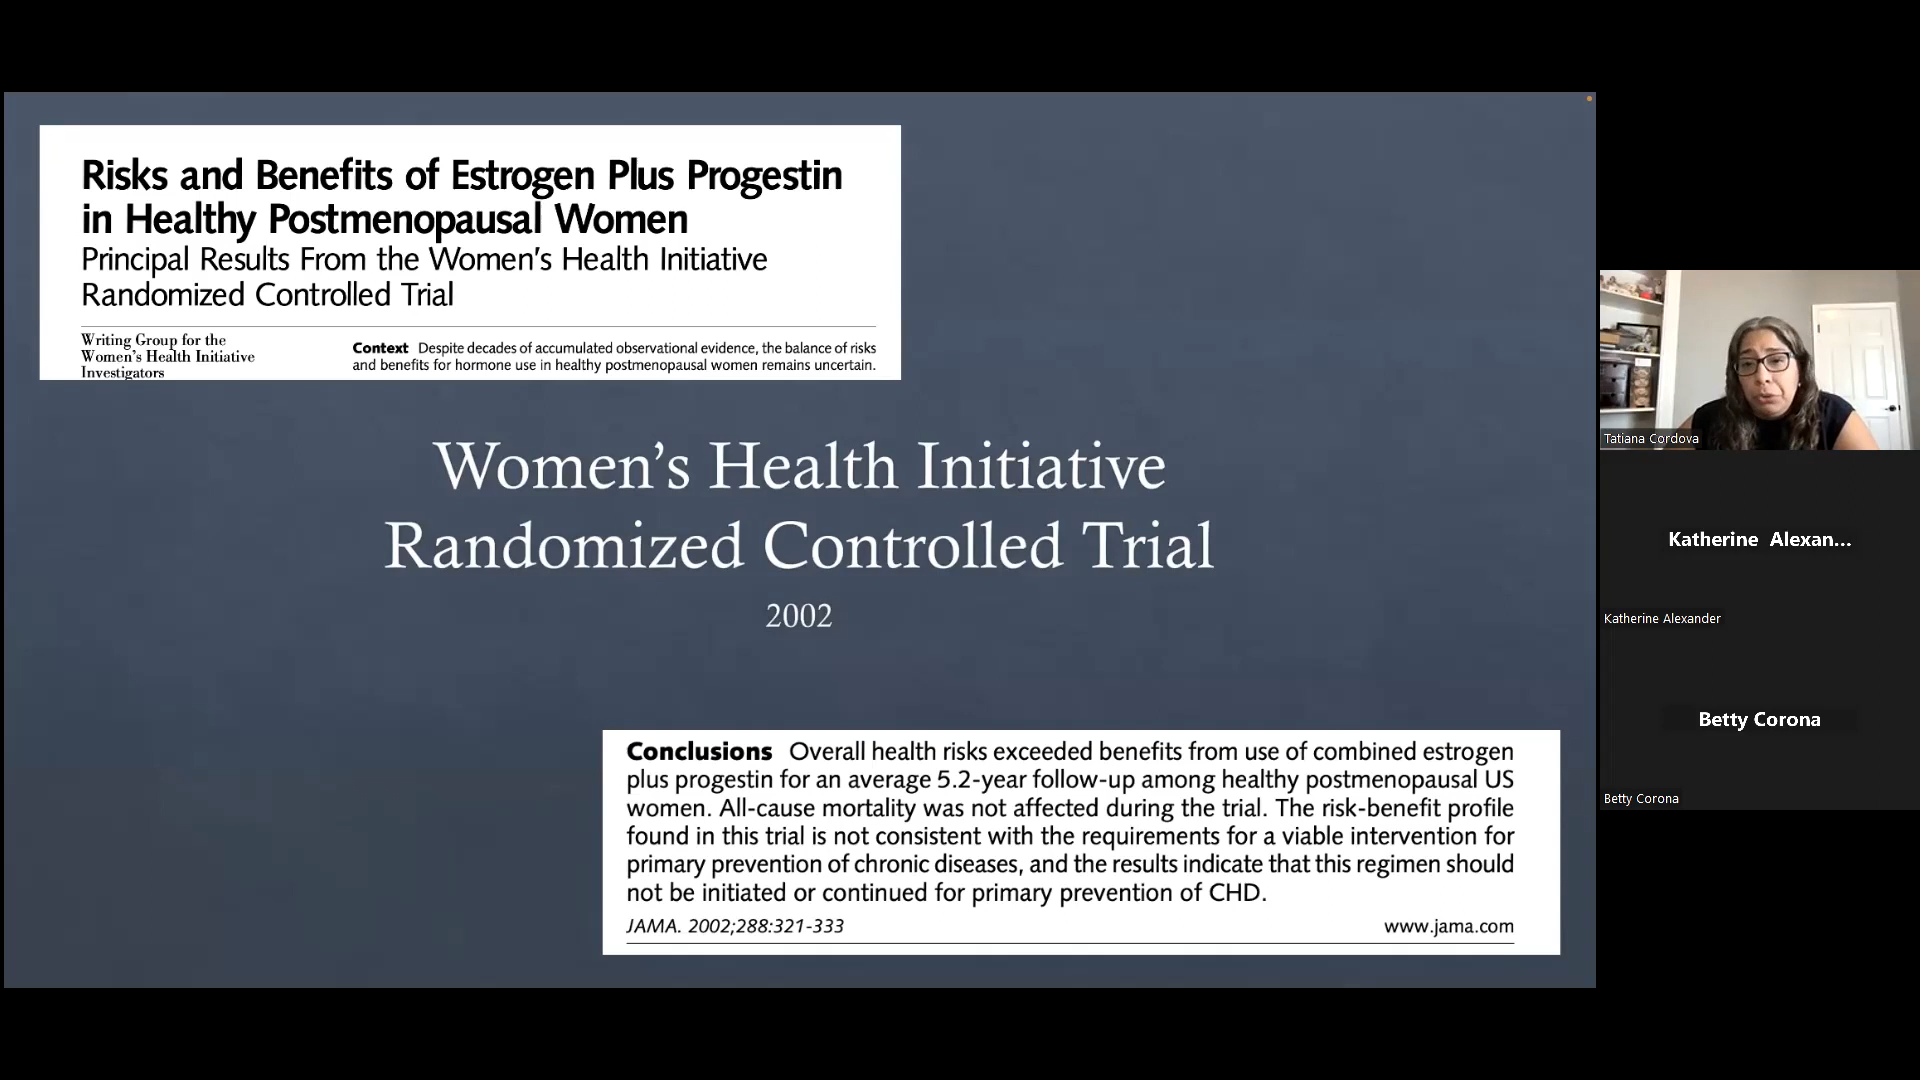 Risks and Benefits of Estrogen Plus Progestin
in Healthy Postmenopausal Women
Principal Results From the Women's Health Initiative
Randomized Controlled Trial
Writing Group for the
Women's Health Initiative
Investigators
Context Despite decades of accumulated observational evidence, the balance of risks
and benefits for hormone use in healthy postmenopausal women remains uncertain.
Women's Health Initiative
Randomized Controlled Trial
2002
Conclusions Overall health risks exceeded benefits from use of combined estrogen
plus progestin for an average 5.2-year follow-up among healthy postmenopausal US
women. All-cause mortality was not affected during the trial. The risk-benefit profile
found in this trial is not consistent with the requirements for a viable intervention for
primary prevention of chronic diseases, and the results indicate that this regimen should
not be initiated or continued for primary prevention of CHD.
JAMA. 2002;288:321-333 www.jama.com
Tatiana Cordova
Katherine Alexan...
Katherine Alexander
Betty Corona
Betty Corona